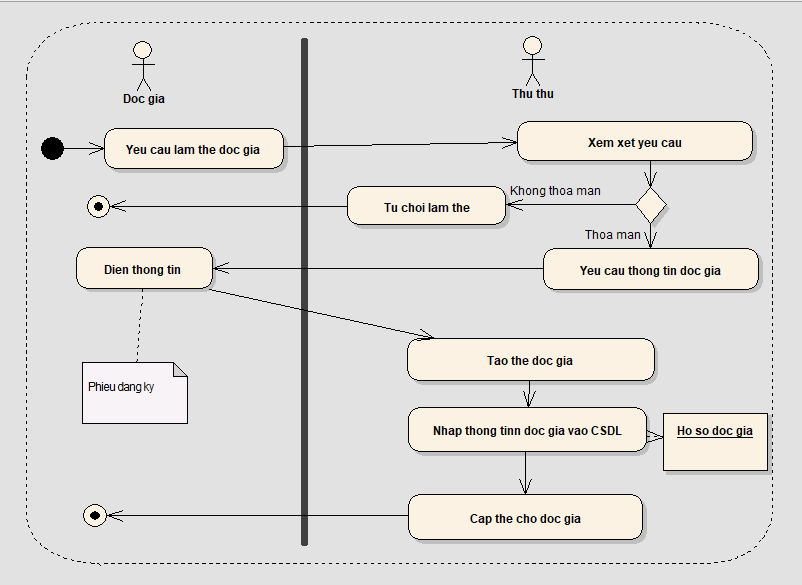 Doc gia
Thu thu
Yeu cau lam the doc gia
Xem xet yeu cau
Khong thoa man
Tu choi lam the
Thoa man
Dien thong tin
Yeu cau thong tin doc gia
Tao the doc gia
Phieu dang ky
Nhap thong tinn doc gia vao CSDL
Ho so doc gia
Cap the cho doc gia